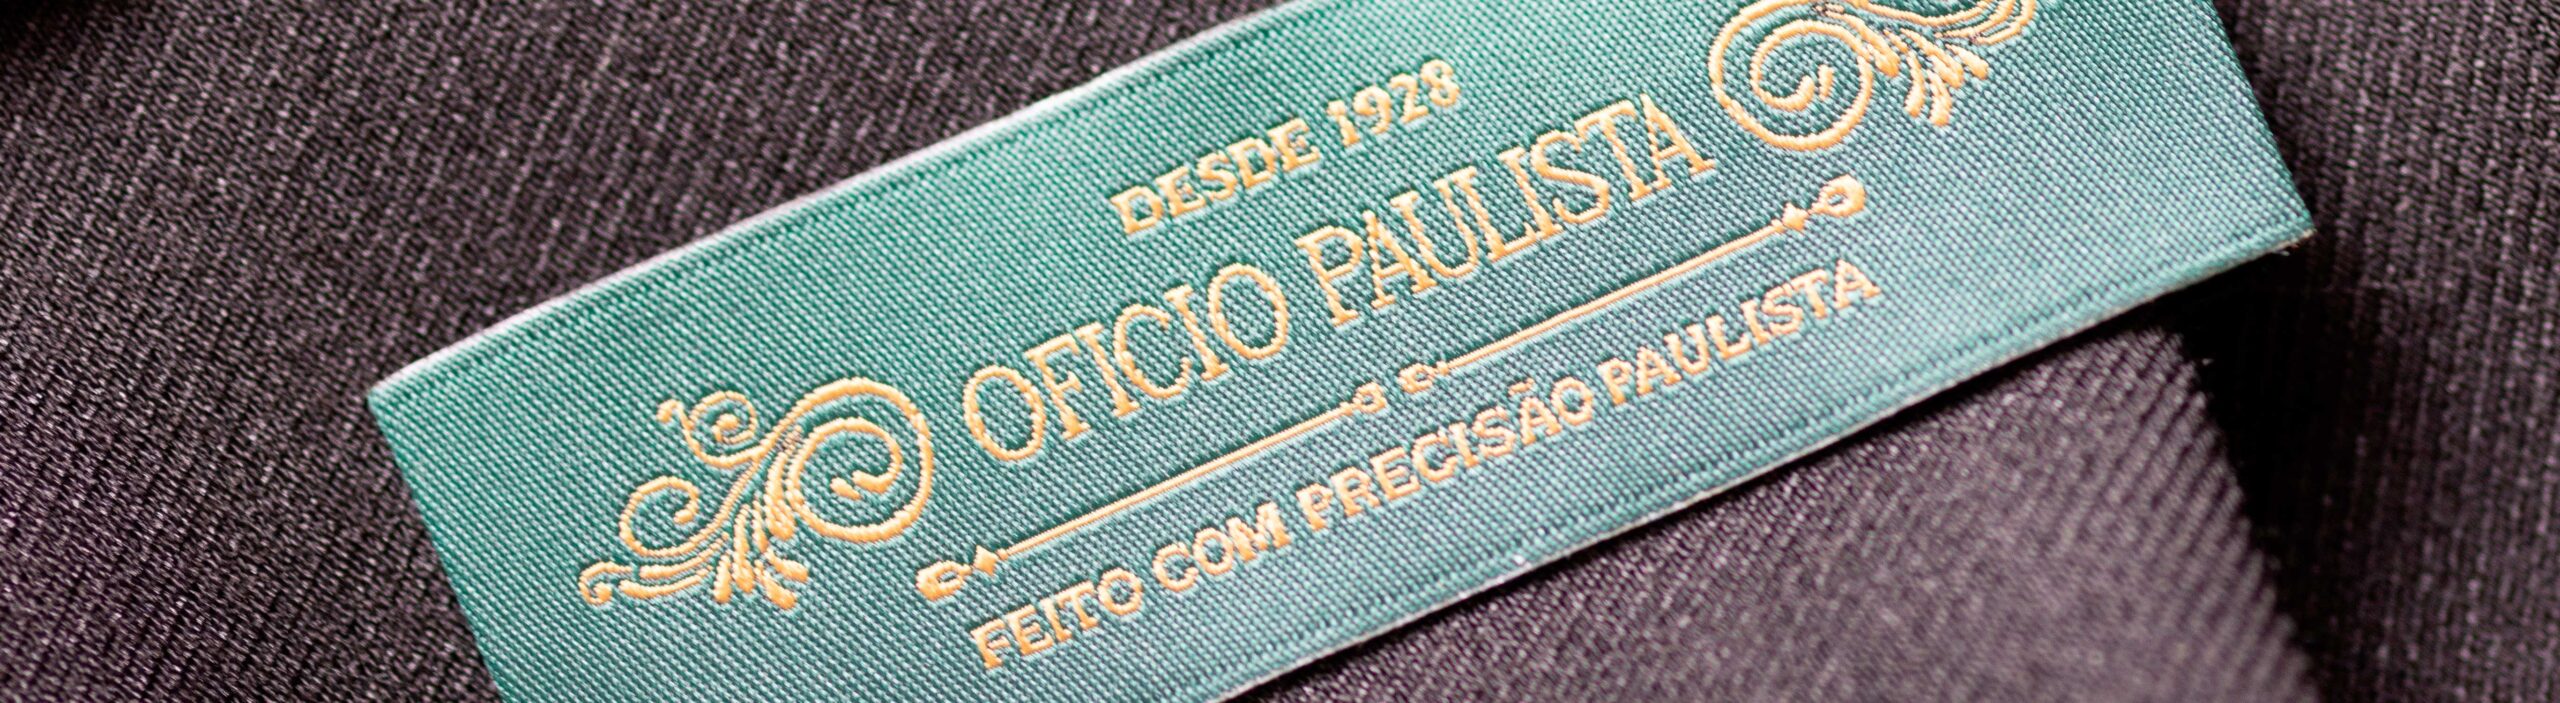 DESDE 1928
OFICIO PAULISTA
FEITO COM PRECISÃO PAULISTA